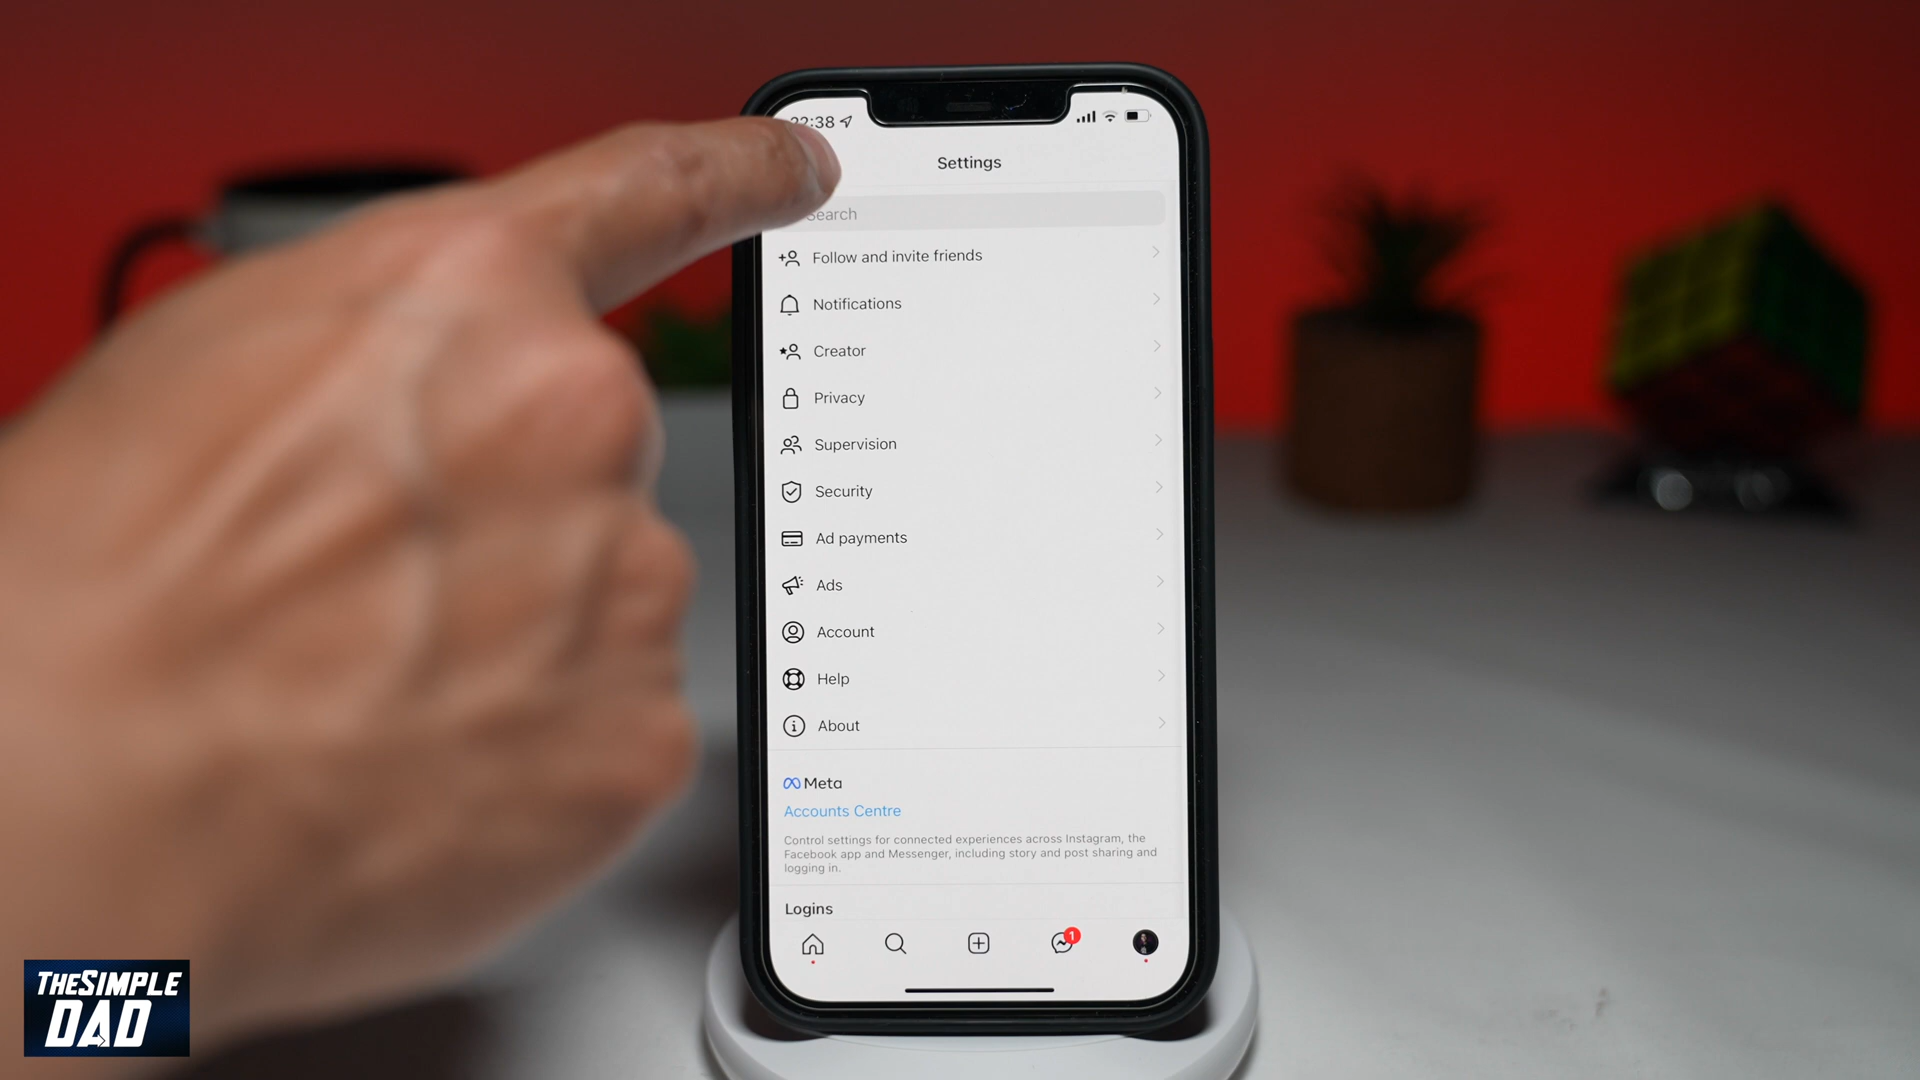 22:38
Settings
Search
Follow and invite friends
Notifications
Creator
Privacy
Supervision
Security
Ad payments
Ads
Account
Help
About
Meta
Accounts Centre
Control settings for connected experiences across Instagram, the
Facebook app and Messenger, including story and post sharing and
logging in.
Logins
1
THESIMPLE
DAD